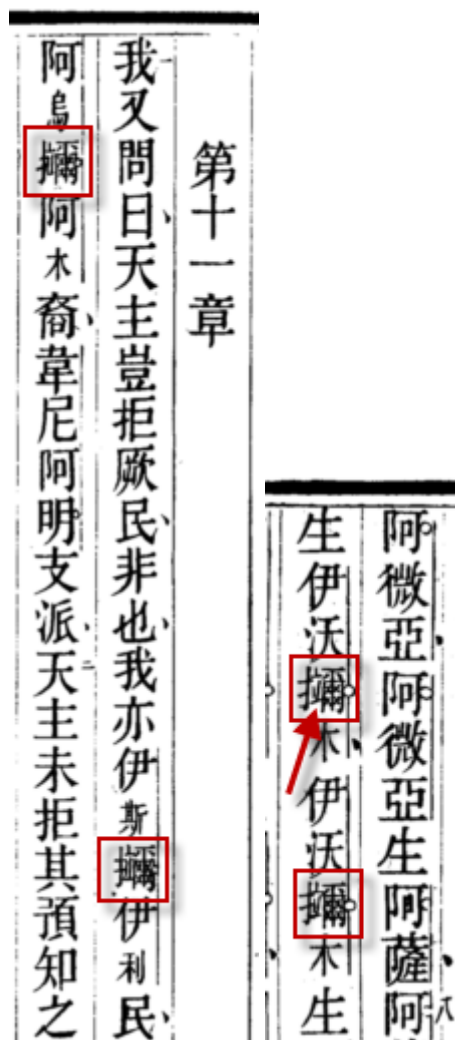 第十一章
我又問曰、天主豈拒厥民、非也、我亦伊斯伊利民、
阿烏阿木裔、韋尼阿明支派、天主未拒其預知之
阿微亞、阿微亞生阿薩、阿
生伊沃木、伊沃木生